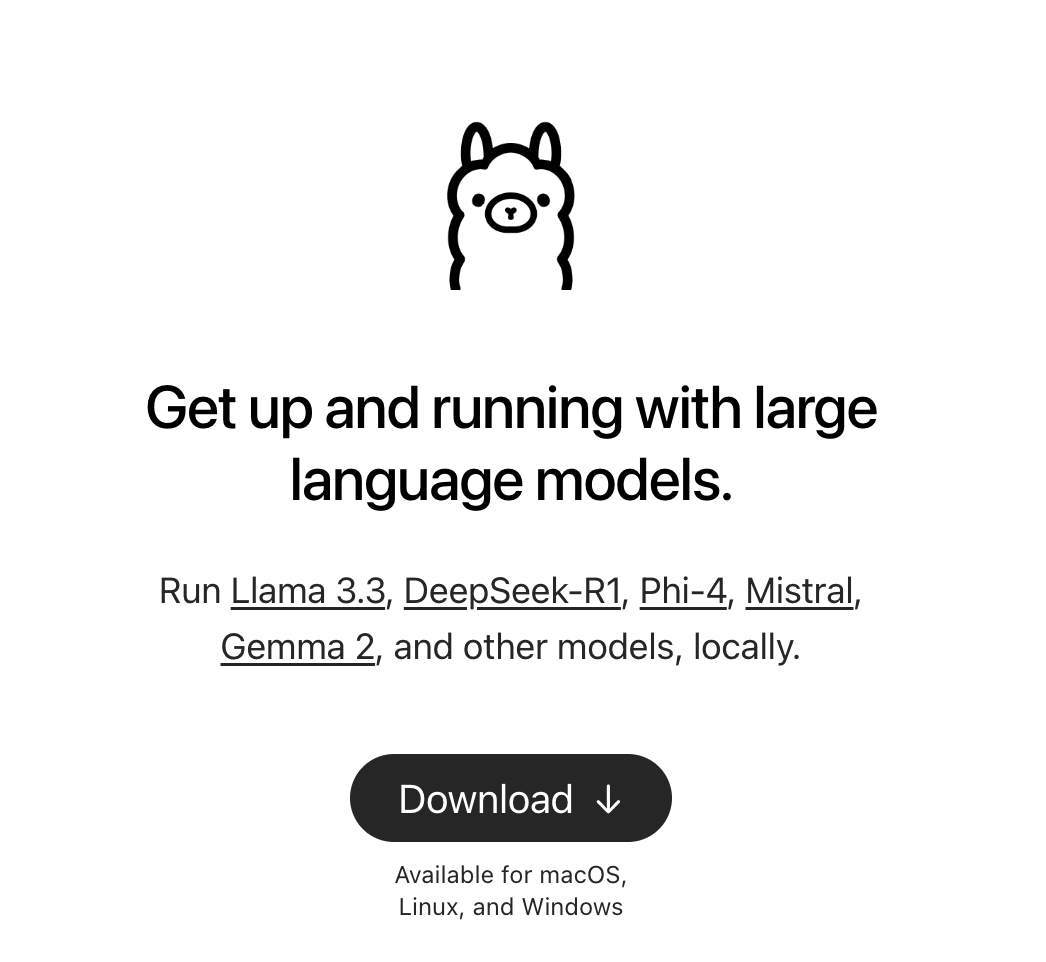 Get up and running with large
language models.
Run Llama 3.3, DeepSeek-R1, Phi-4, Mistral,
Gemma 2, and other models, locally.
Download ↓
Available for macOS,
Linux, and Windows